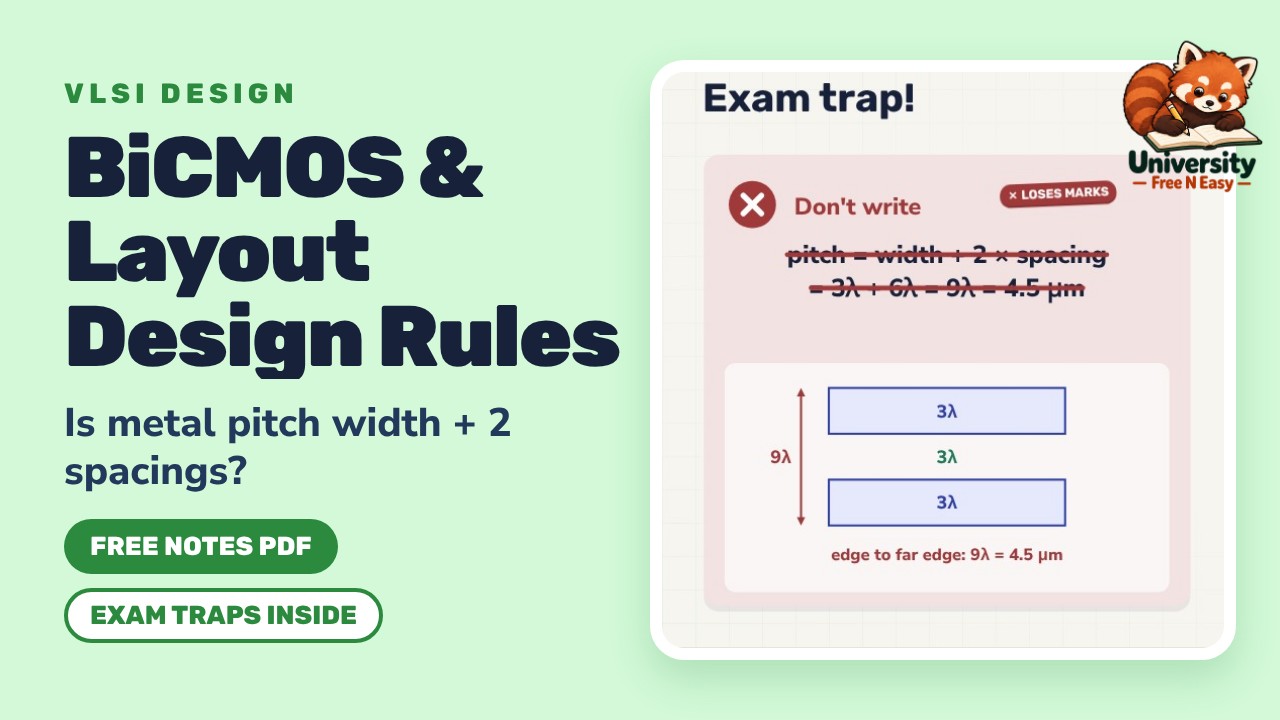 VLSI DESIGN
BiCMOS &
Layout
Design Rules
Is metal pitch width + 2
spacings?
FREE NOTES PDF
EXAM TRAPS INSIDE
Exam trap!
Don't write
× LOSES MARKS
pitch = width + 2 × spacing
= 3λ + 6λ = 9λ = 4.5 µm
3λ
9λ
3λ
3λ
edge to far edge: 9λ = 4.5 µm
University
Free N Easy